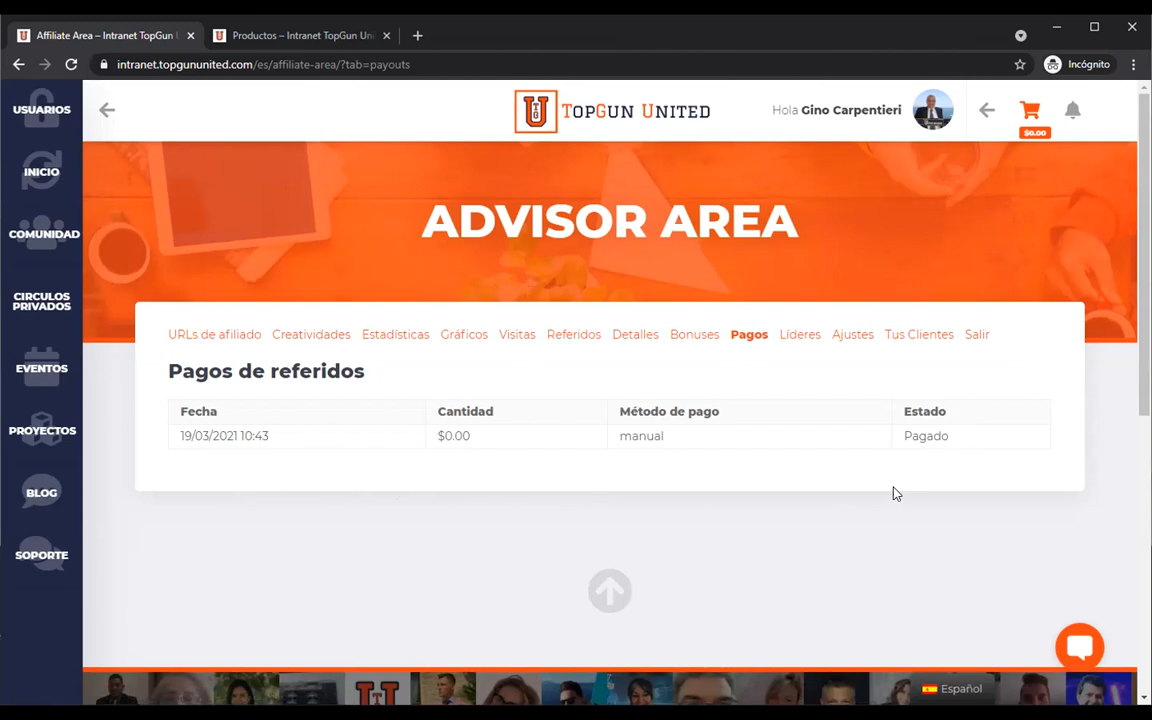 Affiliate Area – Intranet TopGun
Productos – Intranet TopGun Uni
intranet.topgununited.com/es/affiliate-area/?tab=payouts
Incógnito
USUARIOS
INICIO
COMUNIDAD
CIRCULOS
PRIVADOS
EVENTOS
PROYECTOS
BLOG
SOPORTE
TOPGUN UNITED
Hola Gino Carpentieri
$0.00
ADVISOR AREA
URLs de afiliado Creatividades Estadísticas Gráficos Visitas Referidos Detalles Bonuses Pagos Líderes Ajustes Tus Clientes Salir
Pagos de referidos
Fecha Cantidad Método de pago Estado
19/03/2021 10:43 $0.00 manual Pagado
Español